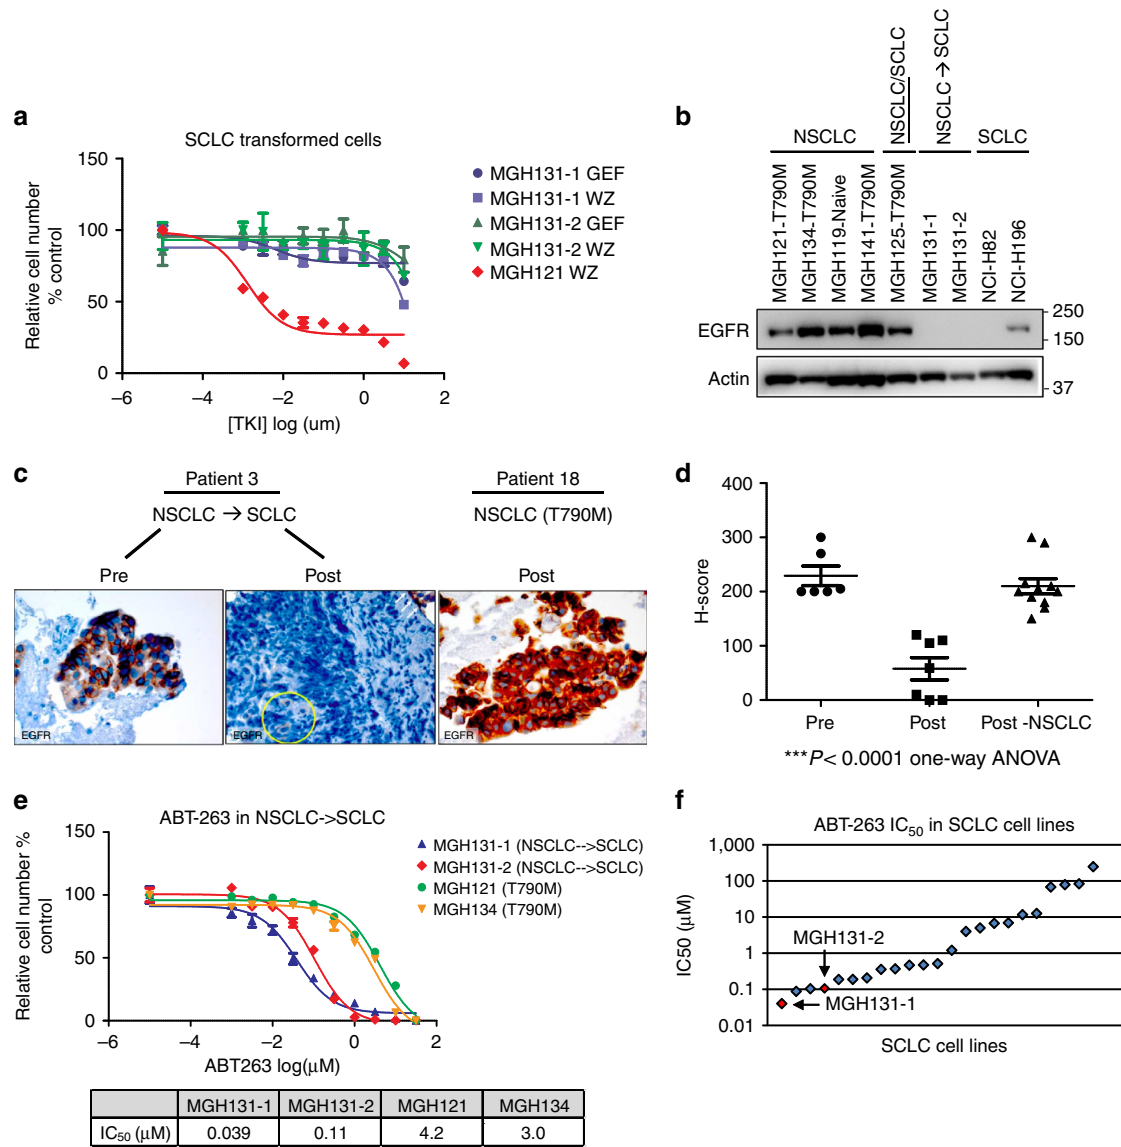 a
SCLC transformed cells
Relative cell number
% control
150
100
50
0
−6
−4
−2
0
2
[TKI] log (um)
MGH131-1 GEF
MGH131-1 WZ
MGH131-2 GEF
MGH131-2 WZ
MGH121 WZ
b
NSCLC
NSCLC/SCLC
NSCLC → SCLC
SCLC
MGH121-T790M
MGH134-T790M
MGH119-Naive
MGH141-T790M
MGH125-T790M
MGH131-1
MGH131-2
NCI-H82
NCI-H196
EGFR
250
150
Actin
37
c
Patient 3
NSCLC → SCLC
Patient 18
NSCLC (T790M)
Pre
Post
Post
EGFR
EGFR
EGFR
d
H-score
400
300
200
100
0
Pre
Post
Post -NSCLC
***P< 0.0001 one-way ANOVA
e
ABT-263 in NSCLC->SCLC
Relative cell number %
control
150
100
50
0
−6
−4
−2
0
2
ABT263 log(μM)
MGH131-1 (NSCLC-->SCLC)
MGH131-2 (NSCLC-->SCLC)
MGH121 (T790M)
MGH134 (T790M)
MGH131-1 MGH131-2 MGH121 MGH134
IC50 (μM) 0.039 0.11 4.2 3.0
f
ABT-263 IC50 in SCLC cell lines
IC50 (μM)
1,000
100
10
1
0.1
0.01
MGH131-2
MGH131-1
SCLC cell lines